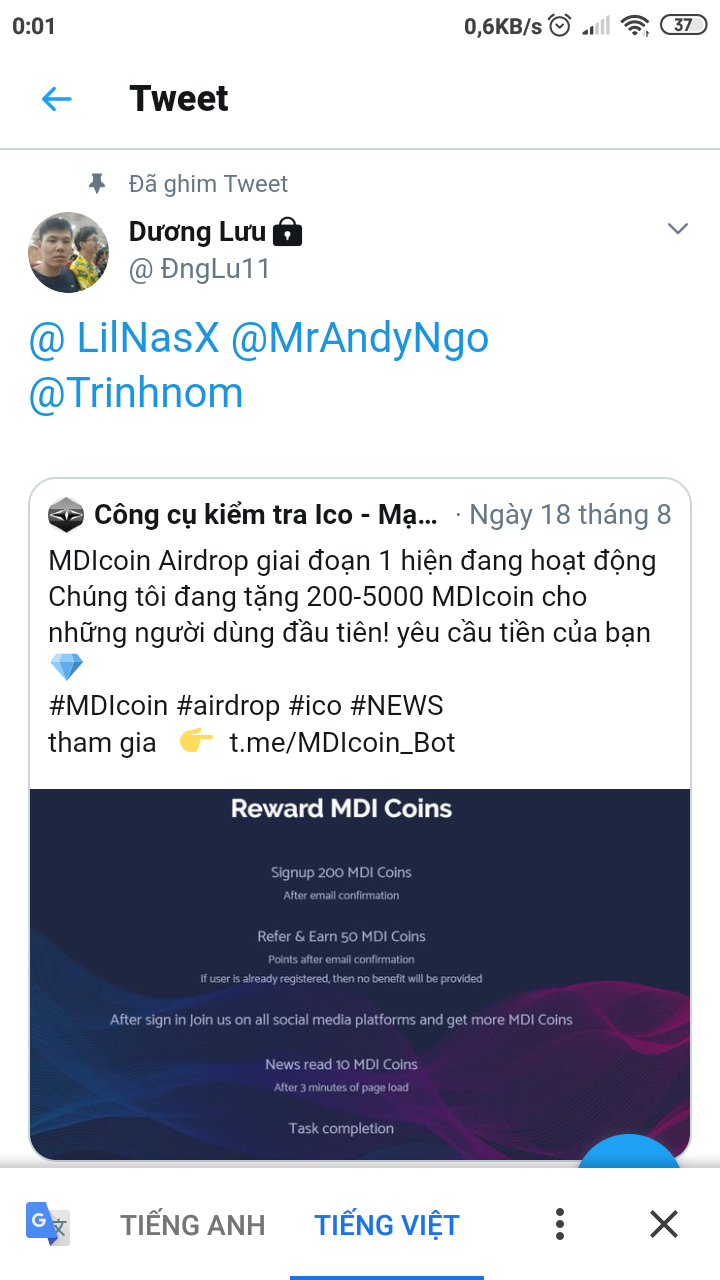 0:01
0,6KB/s
37
Tweet
Đã ghim Tweet
Dương Lưu
@ ĐngLu11
@ LilNasX @MrAndyNgo
@Trinhnom
Công cụ kiểm tra Ico - Mạ... · Ngày 18 tháng 8
MDIcoin Airdrop giai đoạn 1 hiện đang hoạt động
Chúng tôi đang tặng 200-5000 MDIcoin cho
những người dùng đầu tiên! yêu cầu tiền của bạn
💎
#MDIcoin #airdrop #ico #NEWS
tham gia 👉 t.me/MDIcoin_Bot
Reward MDI Coins
Signup 200 MDI Coins
After email confirmation
Refer & Earn 50 MDI Coins
Points after email confirmation
If user is already registered, then no benefit will be provided
After sign in Join us on all social media platforms and get more MDI Coins
News read 10 MDI Coins
After 3 minutes of page load
Task completion
G 文
TIẾNG ANH
TIẾNG VIỆT